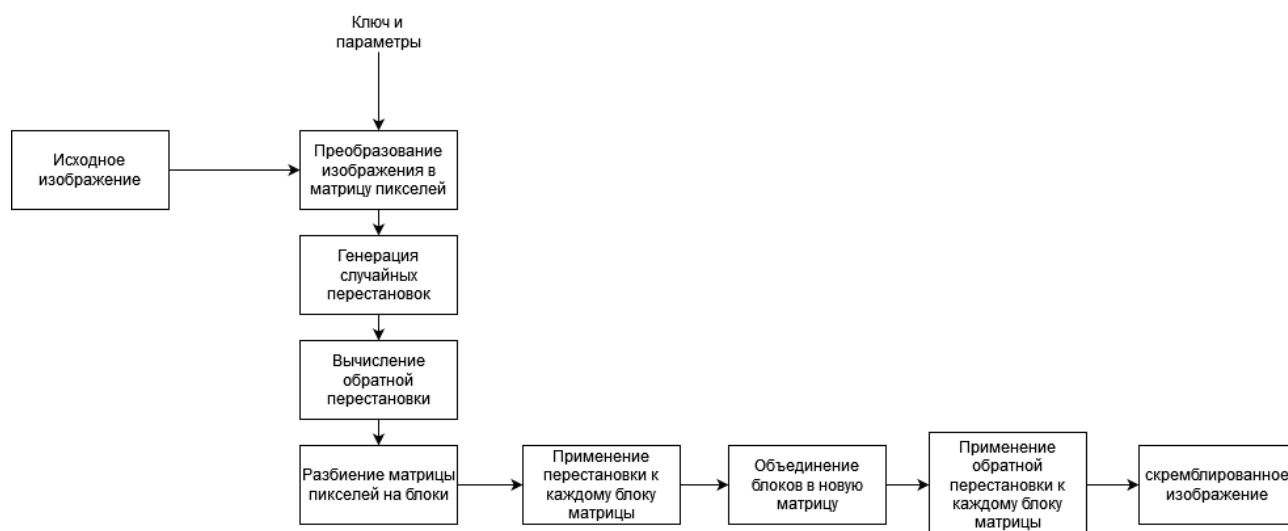 Ключ и
параметры
Исходное
изображение
Преобразование
изображения в
матрицу пикселей
Генерация
случайных
перестановок
Вычисление
обратной
перестановки
Разбиение матрицы
пикселей на блоки
Применение
перестановки к
каждому блоку
матрицы
Объединение
блоков в новую
матрицу
Применение
обратной
перестановки к
каждому блоку
матрицы
скремблированное
изображение